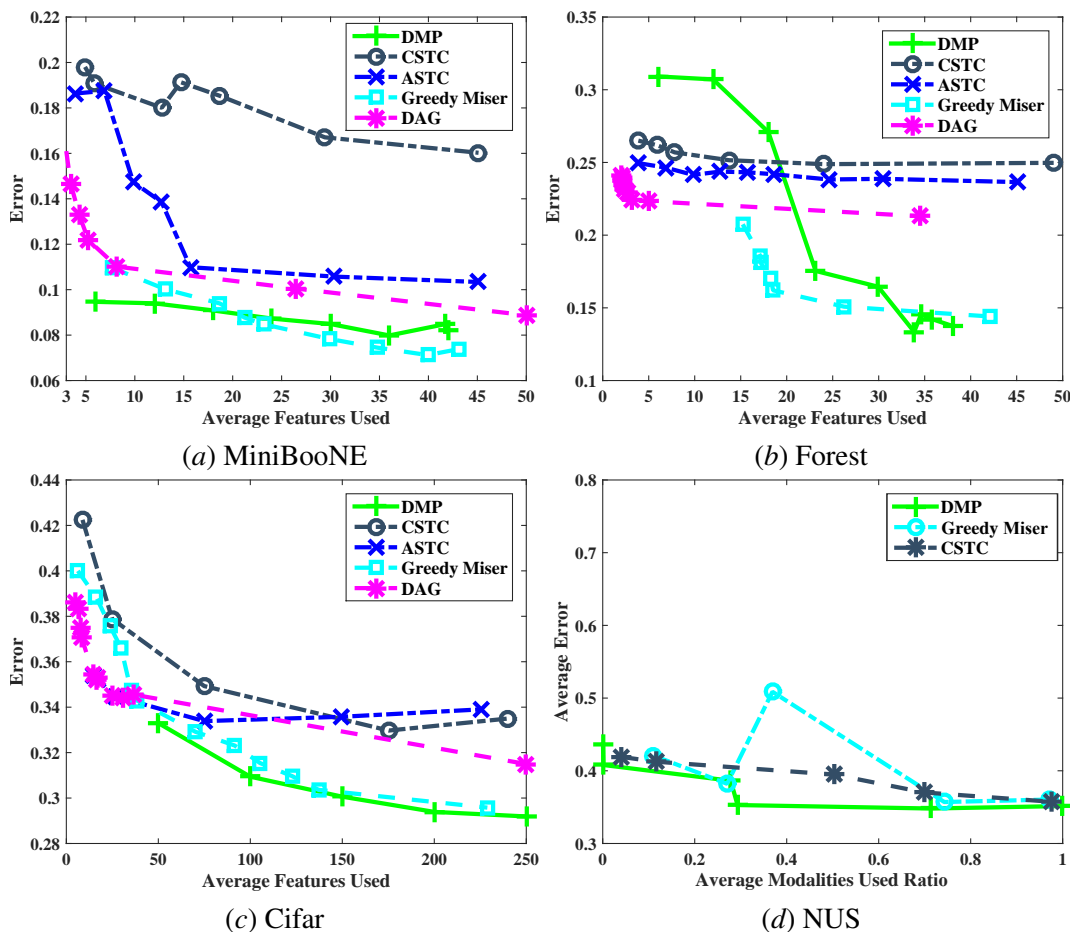 0.22
0.2
0.18
0.16
0.14
0.12
0.1
0.08
0.06
Error
3 5 10 15 20 25 30 35 40 45 50
Average Features Used
DMP
CSTC
ASTC
Greedy Miser
DAG
(a) MiniBooNE
0.35
0.3
0.25
0.2
0.15
0.1
Error
0 5 10 15 20 25 30 35 40 45 50
Average Features Used
DMP
CSTC
ASTC
Greedy Miser
DAG
(b) Forest
0.44
0.42
0.4
0.38
0.36
0.34
0.32
0.3
0.28
Error
0 50 100 150 200 250
Average Features Used
DMP
CSTC
ASTC
Greedy Miser
DAG
(c) Cifar
0.8
0.7
0.6
0.5
0.4
0.3
Average Error
0 0.2 0.4 0.6 0.8 1
Average Modalities Used Ratio
DMP
Greedy Miser
CSTC
(d) NUS